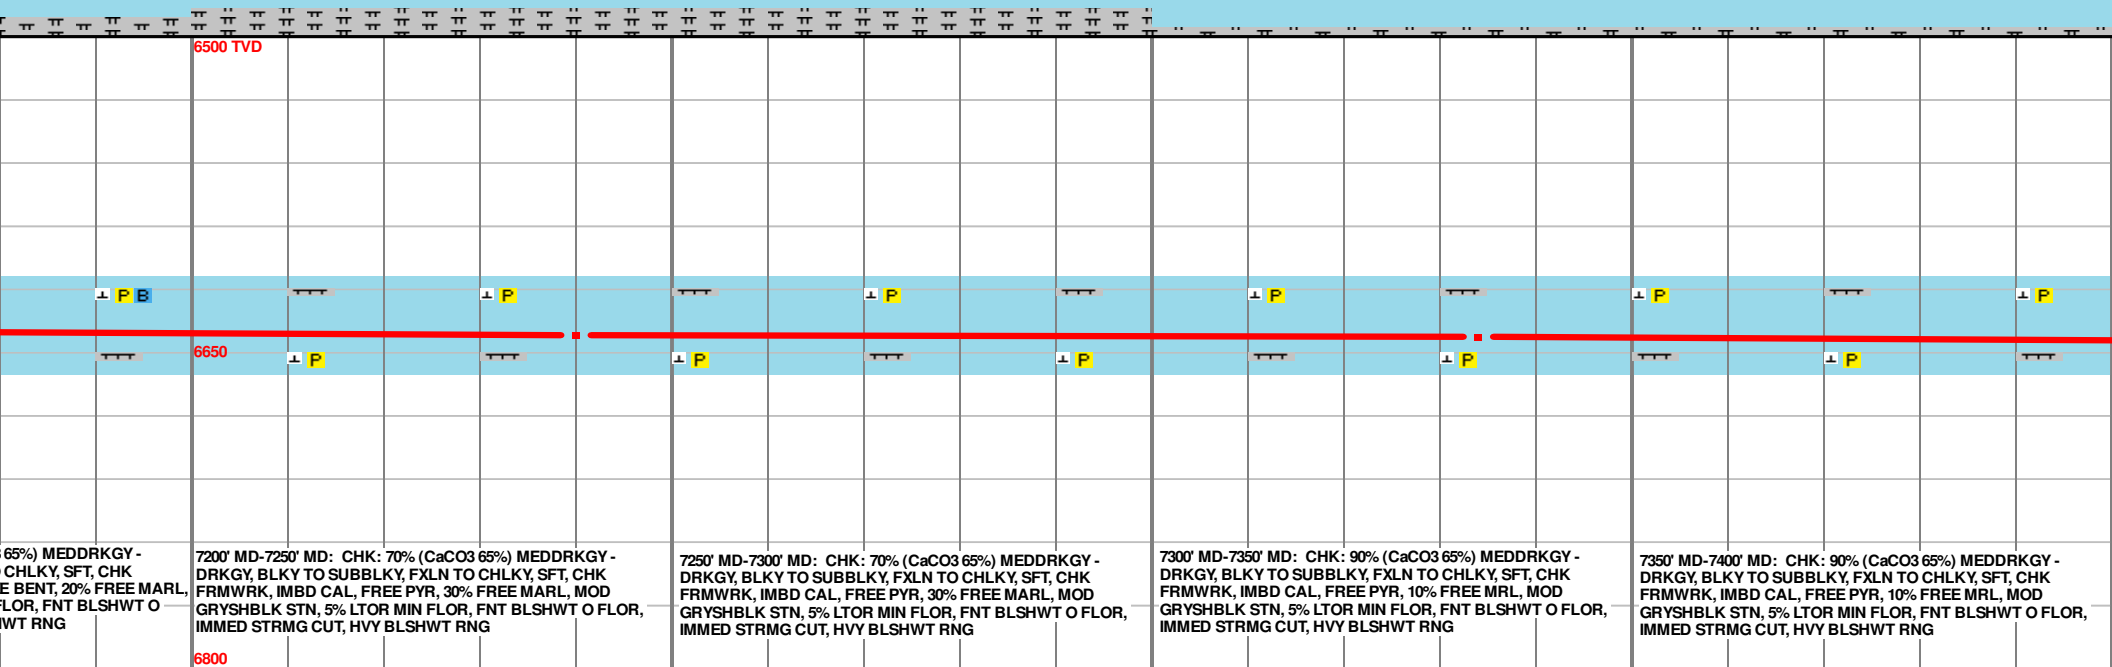 6500 TVD
P B
P
P
P
P
P
P
6650
P
P
P
P
P
65%) MEDDRKGY -
CHLKY, SFT, CHK
E BENT, 20% FREE MARL,
FLOR, FNT BLSHWT O
WT RNG
7200' MD-7250' MD: CHK: 70% (CaCO3 65%) MEDDRKGY -
DRKGY, BLKY TO SUBBLKY, FXLN TO CHLKY, SFT, CHK
FRMWRK, IMBD CAL, FREE PYR, 30% FREE MARL, MOD
GRYSHBLK STN, 5% LTOR MIN FLOR, FNT BLSHWT O FLOR,
IMMED STRMG CUT, HVY BLSHWT RNG
7250' MD-7300' MD: CHK: 70% (CaCO3 65%) MEDDRKGY -
DRKGY, BLKY TO SUBBLKY, FXLN TO CHLKY, SFT, CHK
FRMWRK, IMBD CAL, FREE PYR, 30% FREE MARL, MOD
GRYSHBLK STN, 5% LTOR MIN FLOR, FNT BLSHWT O FLOR,
IMMED STRMG CUT, HVY BLSHWT RNG
7300' MD-7350' MD: CHK: 90% (CaCO3 65%) MEDDRKGY -
DRKGY, BLKY TO SUBBLKY, FXLN TO CHLKY, SFT, CHK
FRMWRK, IMBD CAL, FREE PYR, 10% FREE MRL, MOD
GRYSHBLK STN, 5% LTOR MIN FLOR, FNT BLSHWT O FLOR,
IMMED STRMG CUT, HVY BLSHWT RNG
7350' MD-7400' MD: CHK: 90% (CaCO3 65%) MEDDRKGY -
DRKGY, BLKY TO SUBBLKY, FXLN TO CHLKY, SFT, CHK
FRMWRK, IMBD CAL, FREE PYR, 10% FREE MRL, MOD
GRYSHBLK STN, 5% LTOR MIN FLOR, FNT BLSHWT O FLOR,
IMMED STRMG CUT, HVY BLSHWT RNG
6800